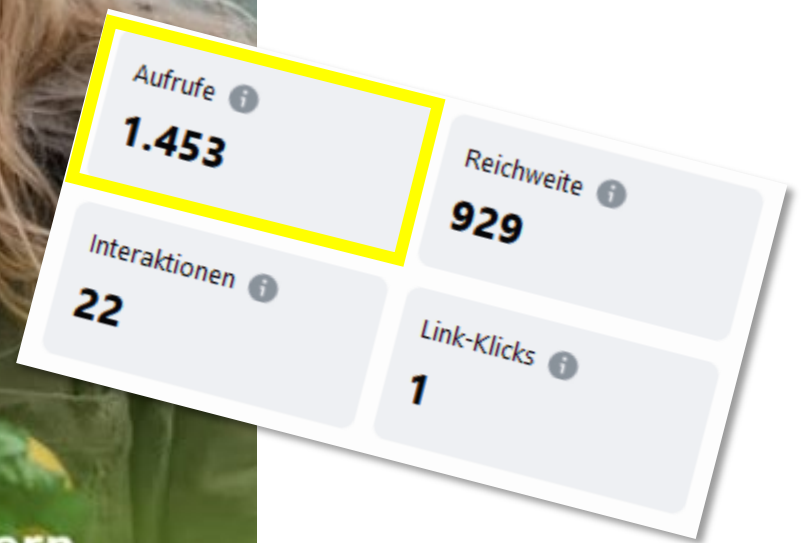 Aufrufe
1.453
Reichweite
929
Interaktionen
22
Link-Klicks
1